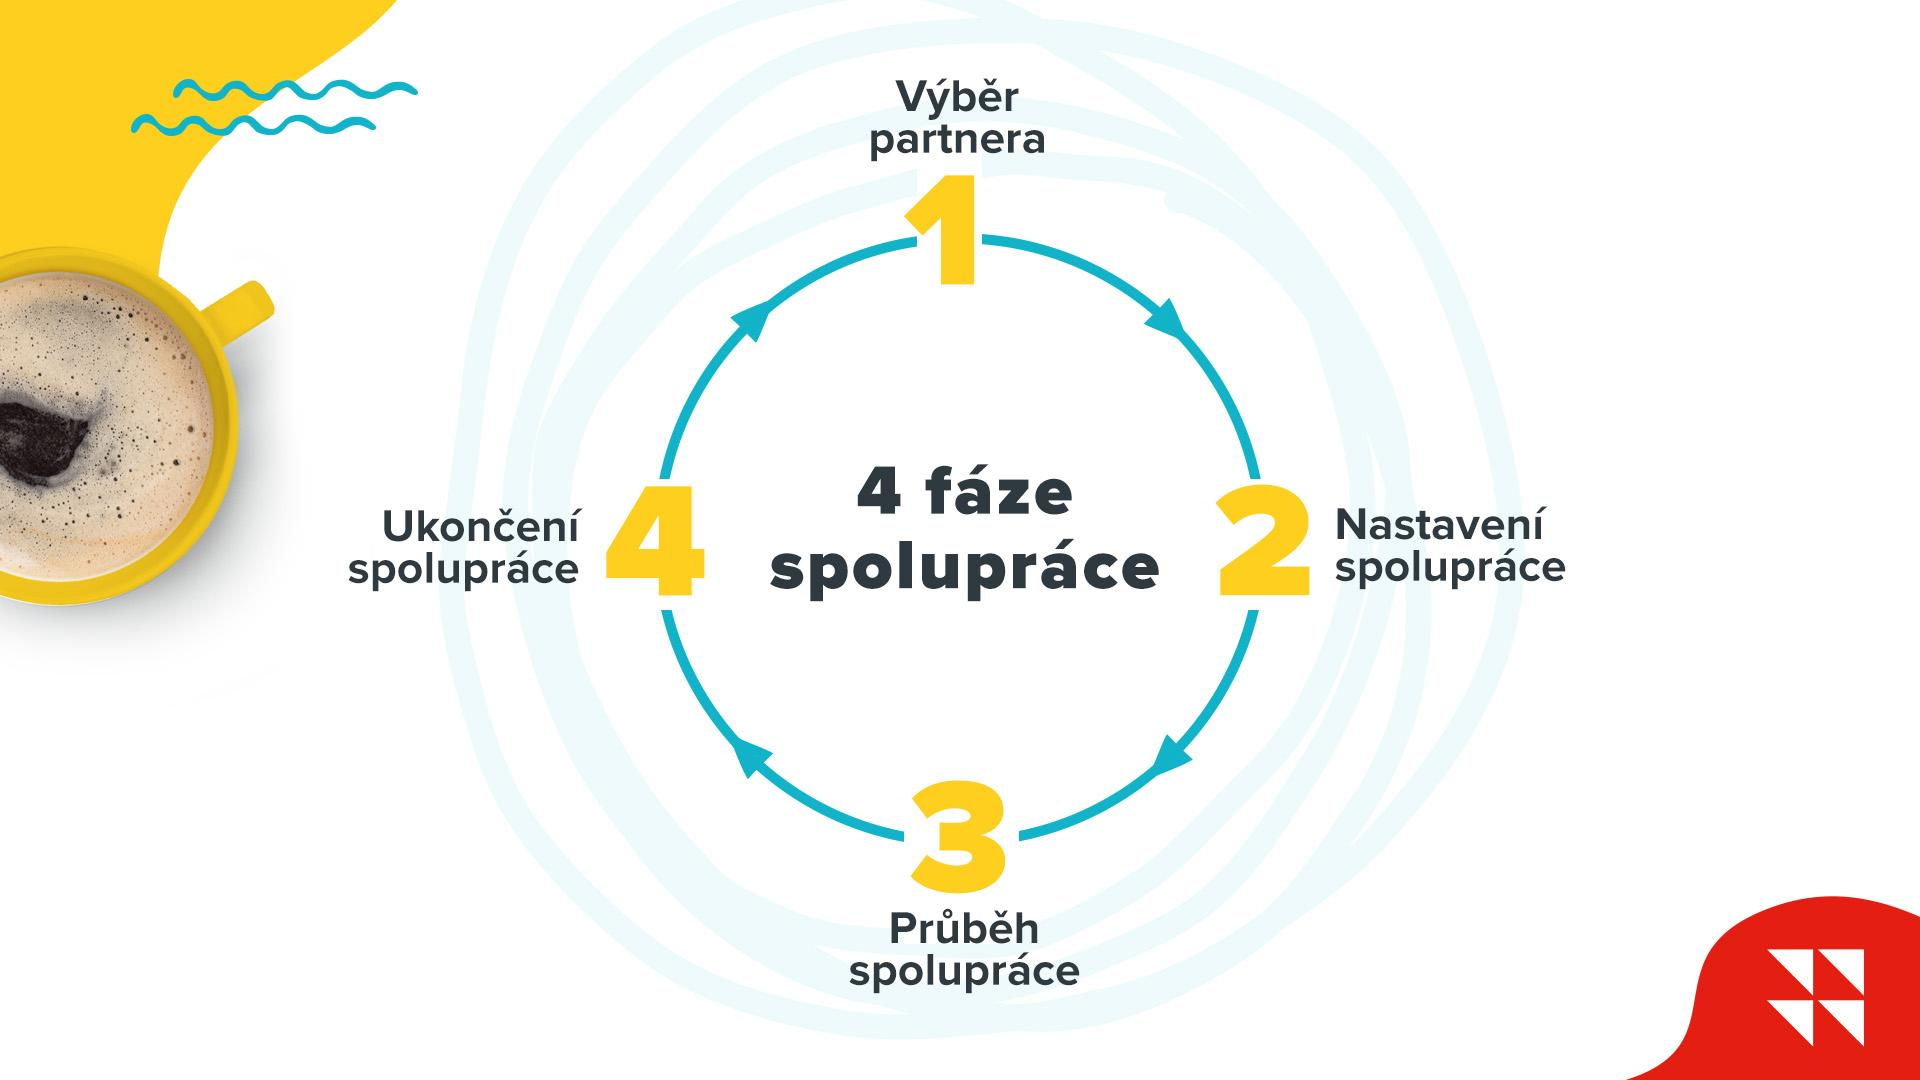 Výběr
partnera
1
4 fáze
spolupráce
2
Nastavení
spolupráce
3
Průběh
spolupráce
4
Ukončení
spolupráce